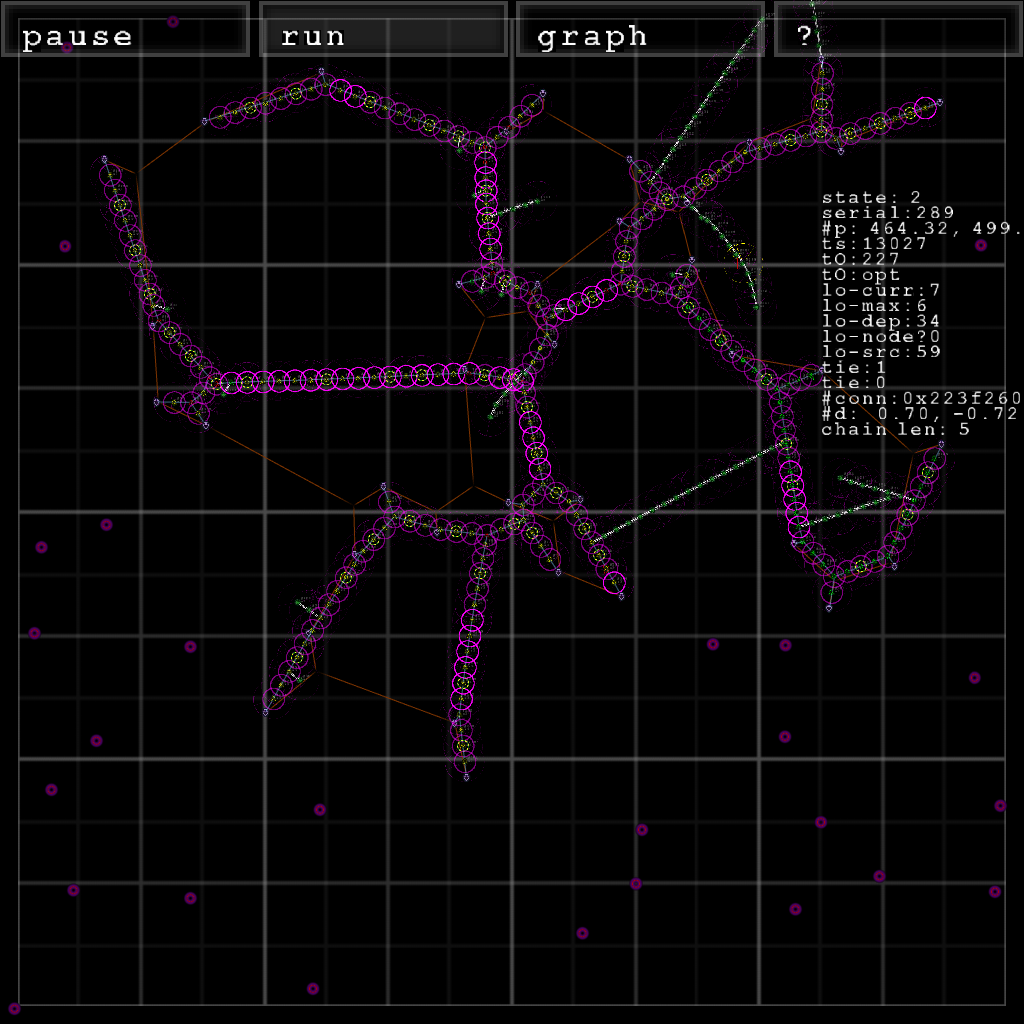 pause
run
graph
?
state: 2
serial:289
#p: 464.32, 499.
ts:13027
tO:227
tO:opt
lo-curr:7
lo-max:6
lo-dep:34
lo-node?0
lo-src:59
tie:1
tie:0
#conn:0x223f260
#d: 0.70, -0.72
chain len: 5